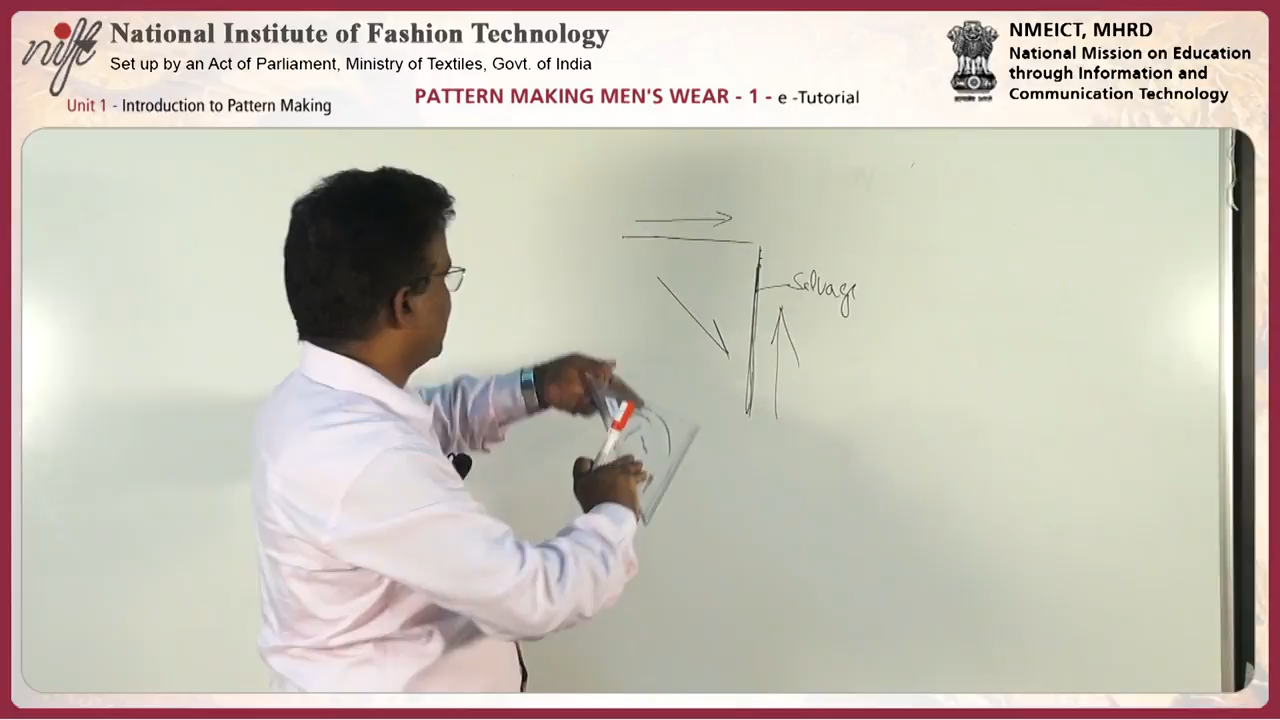 nift
National Institute of Fashion Technology
Set up by an Act of Parliament, Ministry of Textiles, Govt. of India
Unit 1 - Introduction to Pattern Making
PATTERN MAKING MEN'S WEAR - 1 - e -Tutorial
NMEICT, MHRD
National Mission on Education
through Information and
Communication Technology
Selvage